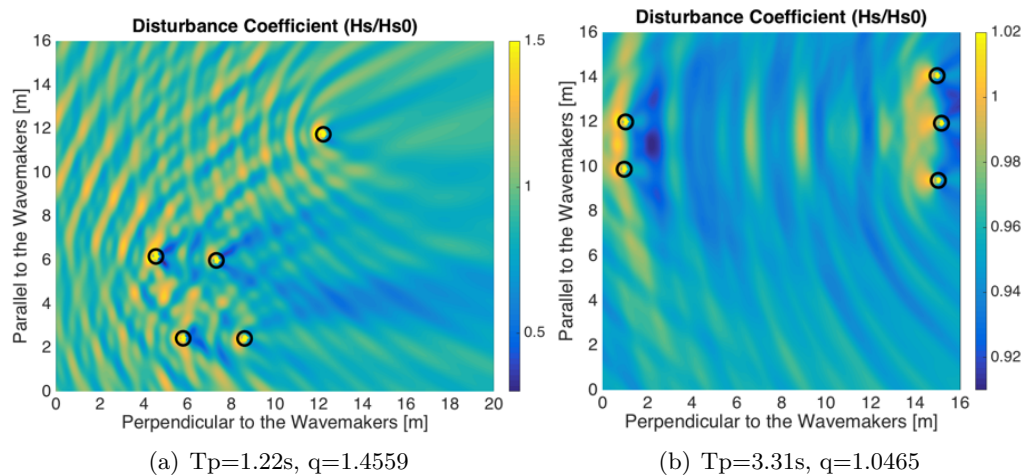 Disturbance Coefficient (Hs/Hs0)
16
14
12
10
8
6
4
2
0
Parallel to the Wavemakers [m]
0 2 4 6 8 10 12 14 16 18 20
Perpendicular to the Wavemakers [m]
1.5
1
0.5
(a) Tp=1.22s, q=1.4559
Disturbance Coefficient (Hs/Hs0)
16
14
12
10
8
6
4
2
0
Parallel to the Wavemakers [m]
0 2 4 6 8 10 12 14 16
Perpendicular to the Wavemakers [m]
1.02
1
0.98
0.96
0.94
0.92
(b) Tp=3.31s, q=1.0465